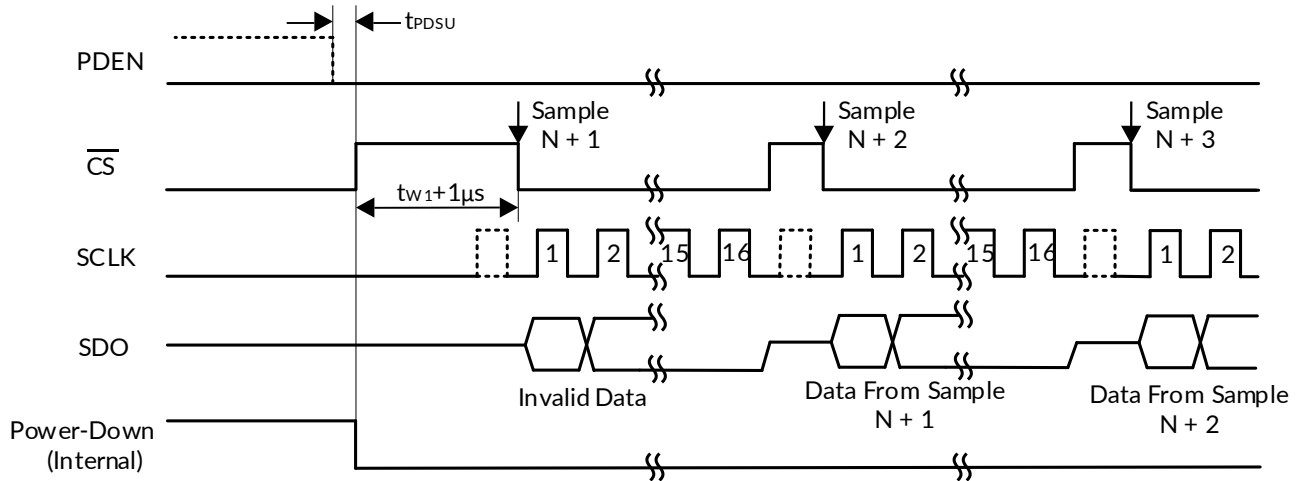 tPDSU
PDEN
Sample
N + 1
Sample
N + 2
Sample
N + 3
CS
tW1+1µs
SCLK
1 2 15 16 1 2 15 16 1 2
SDO
Invalid Data
Data From Sample
N + 1
Data From Sample
N + 2
Power-Down
(Internal)